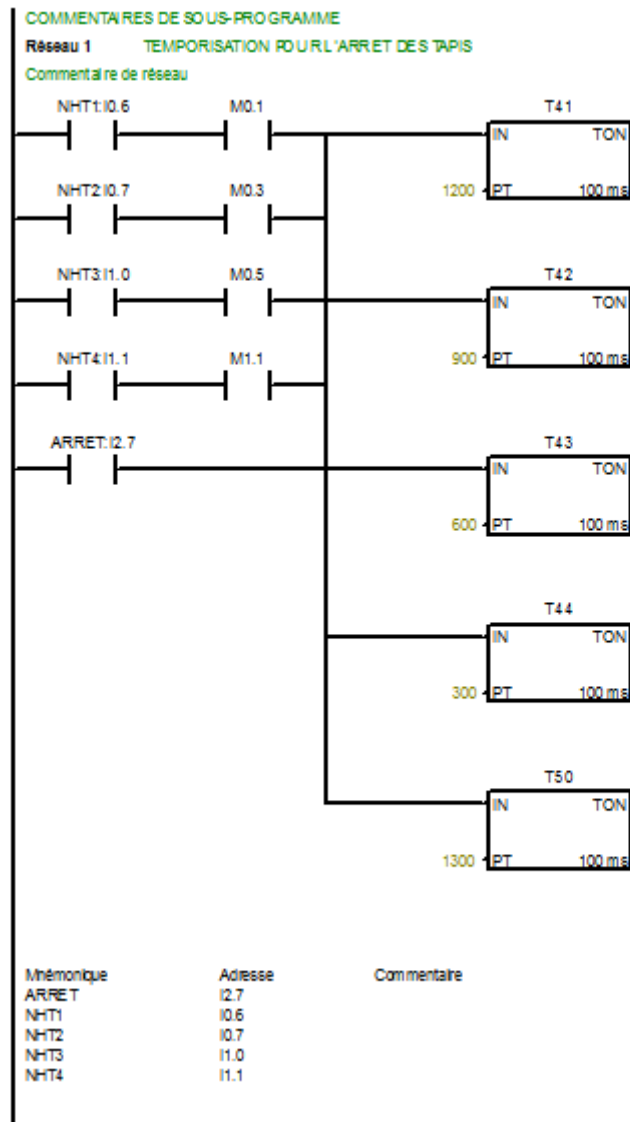 COMMENTAIRES DE SOUS-PROGRAMME
Réseau 1 TEMPORISATION POUR L'ARRET DES TAPIS
Commentaire de réseau
NHT1:I0.6 M0.1 T41
IN TON
1200 PT 100 ms
NHT2:I0.7 M0.3
NHT3:I1.0 M0.5 T42
IN TON
900 PT 100 ms
NHT4:I1.1 M1.1
ARRET:I2.7 T43
IN TON
600 PT 100 ms
T44
IN TON
300 PT 100 ms
T50
IN TON
1300 PT 100 ms
Mnémonique Adresse Commentaire
ARRET I2.7
NHT1 I0.6
NHT2 I0.7
NHT3 I1.0
NHT4 I1.1